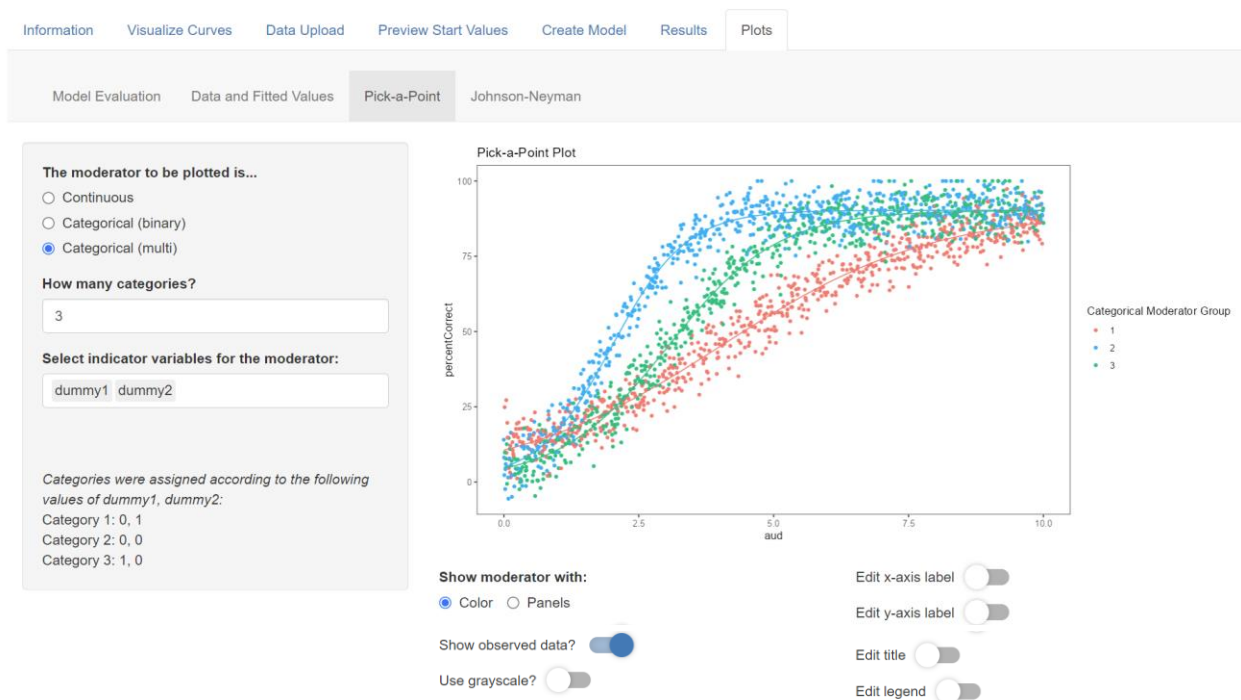 Information Visualize Curves Data Upload Preview Start Values Create Model Results Plots
Model Evaluation Data and Fitted Values Pick-a-Point Johnson-Neyman
The moderator to be plotted is...
Continuous
Categorical (binary)
Categorical (multi)
How many categories?
3
Select indicator variables for the moderator:
dummy1 dummy2
Categories were assigned according to the following
values of dummy1, dummy2:
Category 1: 0, 1
Category 2: 0, 0
Category 3: 1, 0
Pick-a-Point Plot
percentCorrect
100
75
50
25
0
0.0 2.5 5.0 7.5 10.0
aud
Categorical Moderator Group
1
2
3
Show moderator with:
Color Panels
Show observed data?
Use grayscale?
Edit x-axis label
Edit y-axis label
Edit title
Edit legend